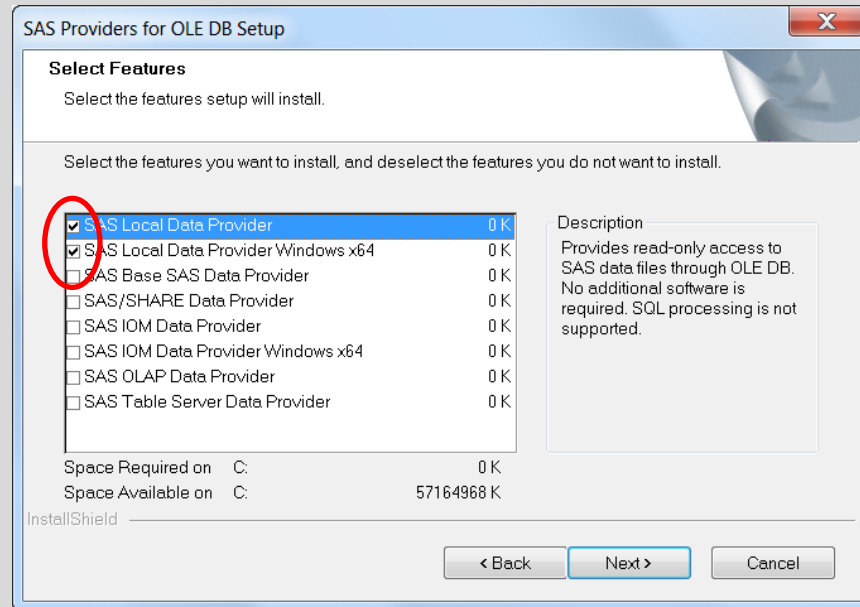 SAS Providers for OLE DB Setup
Select Features
Select the features setup will install.
Select the features you want to install, and deselect the features you do not want to install.
SAS Local Data Provider 0 K
SAS Local Data Provider Windows x64 0 K
SAS Base SAS Data Provider 0 K
SAS/SHARE Data Provider 0 K
SAS IOM Data Provider 0 K
SAS IOM Data Provider Windows x64 0 K
SAS OLAP Data Provider 0 K
SAS Table Server Data Provider 0 K
Description
Provides read-only access to
SAS data files through OLE DB.
No additional software is
required. SQL processing is not
supported.
Space Required on C: 0 K
Space Available on C: 57164968 K
InstallShield
< Back Next > Cancel